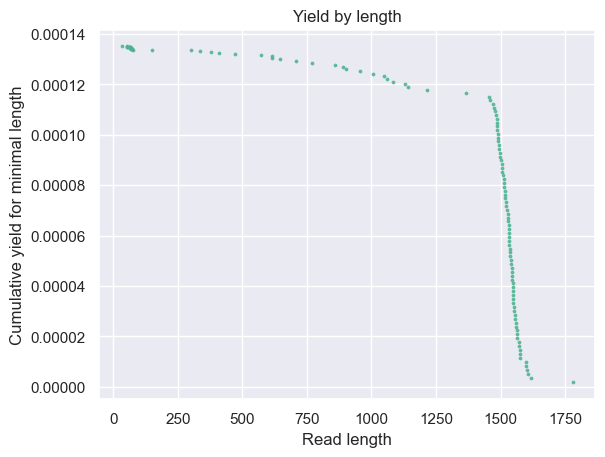 Yield by length
Cumulative yield for minimal length
0.00014
0.00012
0.00010
0.00008
0.00006
0.00004
0.00002
0.00000
0 250 500 750 1000 1250 1500 1750
Read length